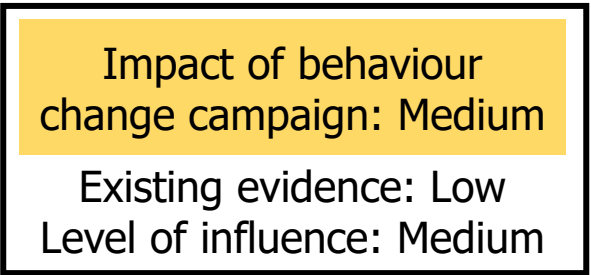 Impact of behaviour
change campaign: Medium
Existing evidence: Low
Level of influence: Medium